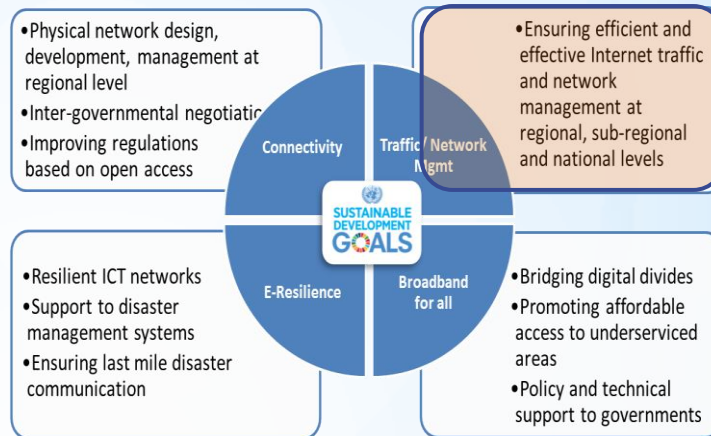 •Physical network design,
development, management at
regional level
•Inter-governmental
•Improving regulations
based on open access
•Ensuring efficient and
effective Internet traffic
and network
management at
regional, sub-regional
and national levels
Connectivity
Traffic/ Network
Mgmt
SUSTAINABLE
DEVELOPMENT
GOALS
E-Resilience
Broadband
for all
•Resilient ICT networks
•Support to disaster
management systems
•Ensuring last mile disaster
communication
•Bridging digital divides
•Promoting affordable
access to underserviced
areas
•Policy and technical
support to governments